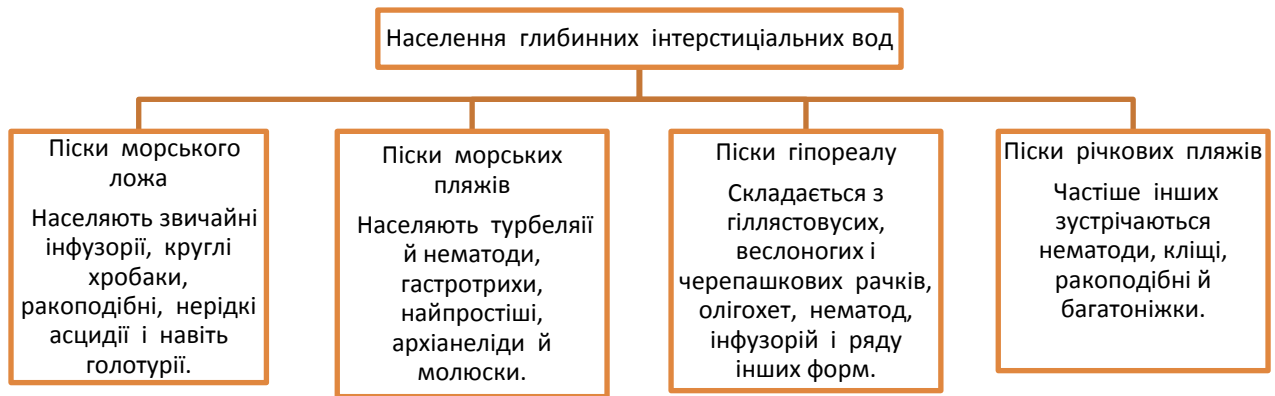 Населення глибинних інтерстиціальних вод
Піски морського
ложа
Населяють звичайні
інфузорії, круглі
хробаки,
ракоподібні, нерідкі
асцидії і навіть
голотурії.
Піски морських
пляжів
Населяють турбеляїї
й нематоди,
гастротрихи,
найпростіші,
архіанеліди й
молюски.
Піски гіпореалу
Складається з
гіллястовусих,
веслоногих і
черепашкових рачків,
олігохет, нематод,
інфузорій і ряду
інших форм.
Піски річкових пляжів
Частіше інших
зустрічаються
нематоди, кліщі,
ракоподібні й
багатоніжки.